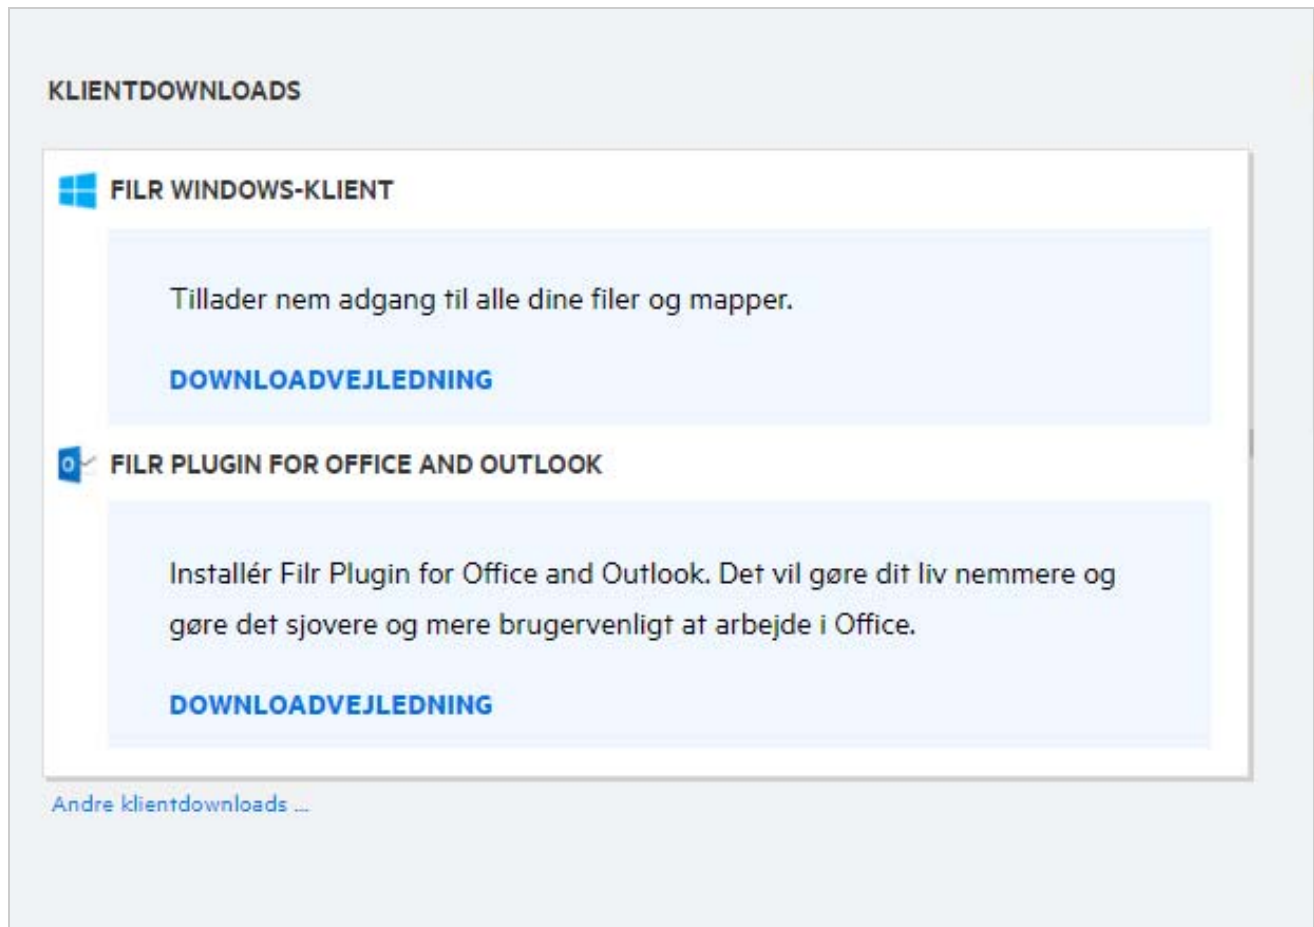 KLIENTDOWNLOADS
FILR WINDOWS-KLIENT
Tillader nem adgang til alle dine filer og mapper.
DOWNLOADVEJLEDNING
FILR PLUGIN FOR OFFICE AND OUTLOOK
Installér Filr Plugin for Office and Outlook. Det vil gøre dit liv nemmere og
gøre det sjovere og mere brugervenligt at arbejde i Office.
DOWNLOADVEJLEDNING
Andre klientdownloads ...